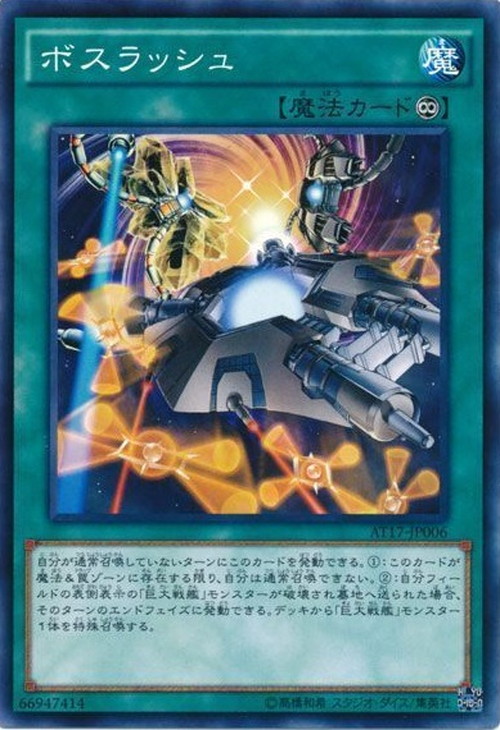 ボスラッシュ
魔
【魔法カード】
AT17-JP006
自分が通常召喚していないターンにこのカードを発動できる。①:このカードが
魔法&罠ゾーンに存在する限り、自分は通常召喚できない。②:自分フィー
ルドの表側表示の「巨大戦艦」モンスターが破壊され墓地へ送られた場合、
そのターンのエンドフェイズに発動できる。デッキから「巨大戦艦」モンスター
1体を特殊召喚する。
66947414
©高橋和希 スタジオ・ダイス/集英社